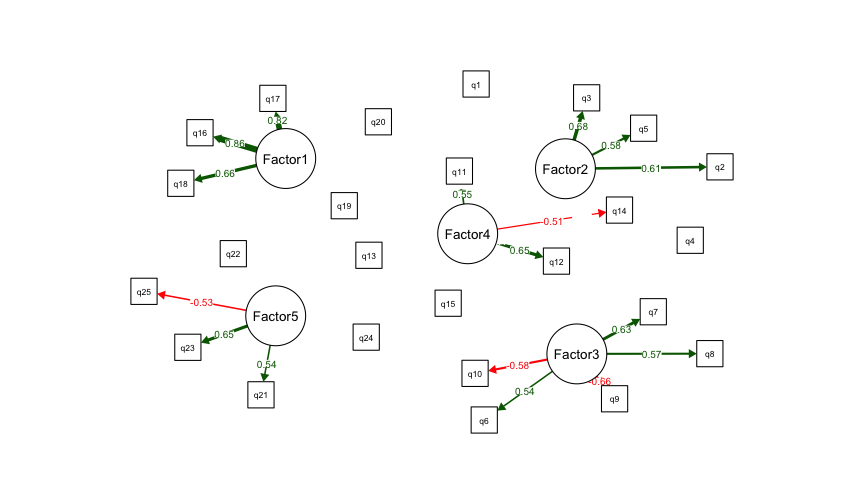 q1
q17
q3
q20
0.82
q16
0.86
0.68
q5
0.58
Factor1
Factor2
0.61
q2
q18
0.66
q11
0.55
q19
q14
-0.51
Factor4
q4
q22
q13
0.65
q12
q25
-0.53
q15
Factor5
q7
0.63
q23
0.65
q24
Factor3
0.57
q8
0.54
-0.58
q10
-0.66
q21
0.54
q9
q6